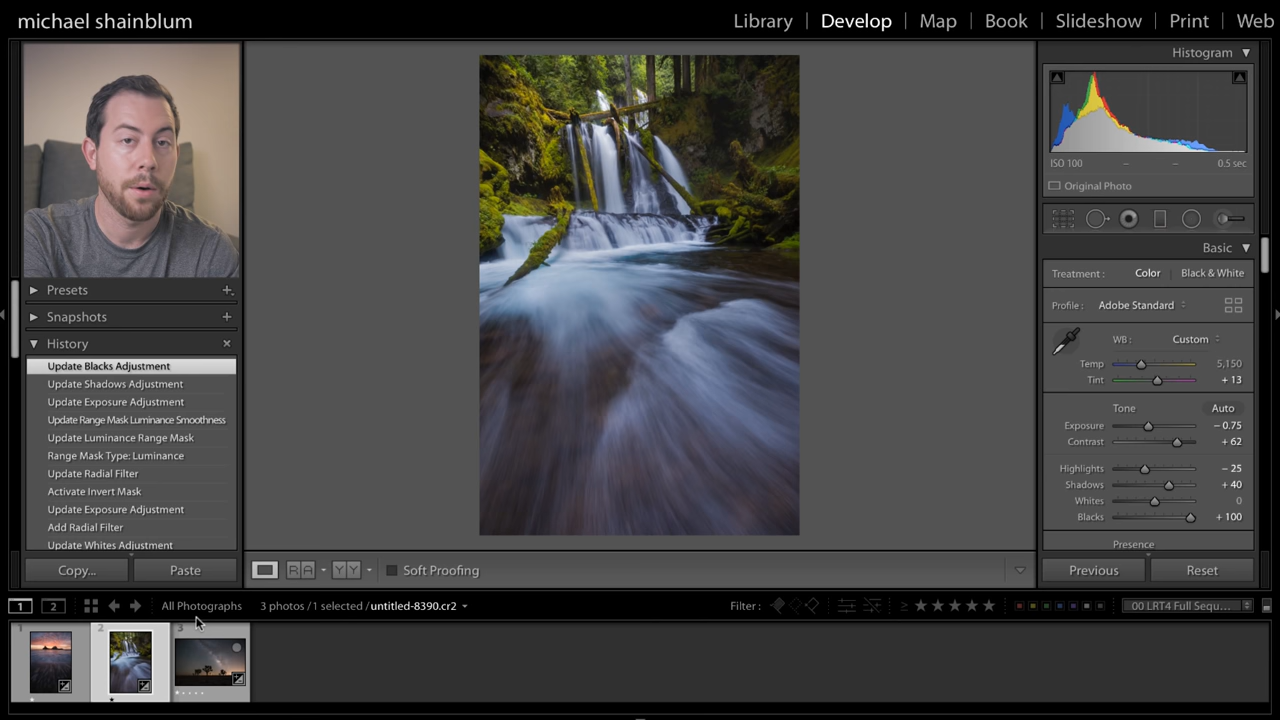 michael shainblum
Library | Develop | Map | Book | Slideshow | Print | Web
Histogram
ISO 100 – – 0.5 sec
Original Photo
Basic
Treatment : Color Black & White
Profile : Adobe Standard
WB : Custom
Temp 5,150
Tint + 13
Tone Auto
Exposure – 0.75
Contrast + 62
Highlights – 25
Shadows + 40
Whites 0
Blacks + 100
Presence
Previous Reset
Presets
Snapshots
History
Update Blacks Adjustment
Update Shadows Adjustment
Update Exposure Adjustment
Update Range Mask Luminance Smoothness
Update Luminance Range Mask
Range Mask Type: Luminance
Update Radial Filter
Activate Invert Mask
Update Exposure Adjustment
Add Radial Filter
Update Whites Adjustment
Copy... Paste
R A Y Y Soft Proofing
1 2 All Photographs 3 photos / 1 selected / untitled-8390.cr2 Filter : ≥ ★★★★★ 00 LRT4 Full Sequ...
1 2 3